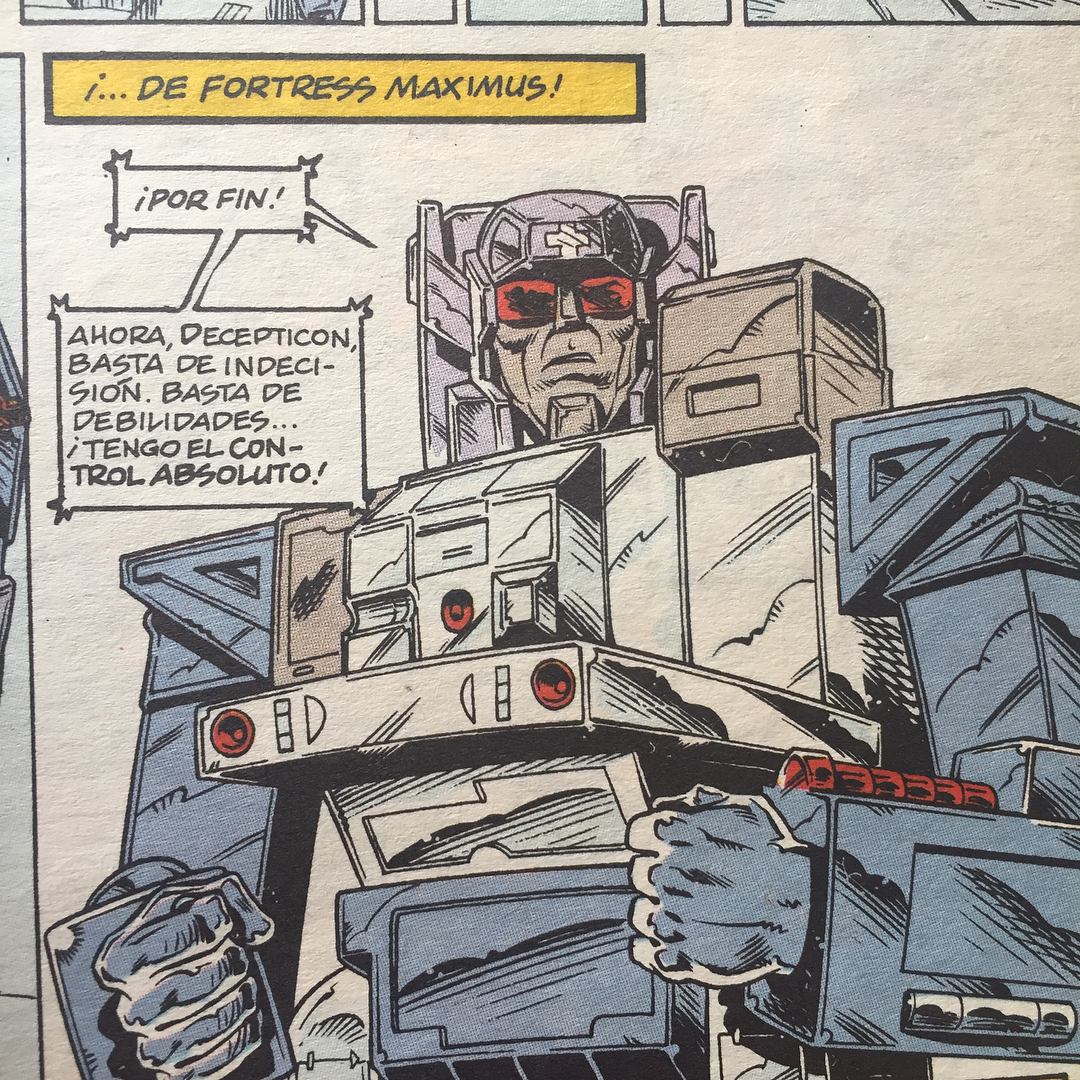 ¡... DE FORTRESS MAXIMUS!
¡POR FIN!
AHORA, DECEPTICON,
BASTA DE INDECI-
SIÓN. BASTA DE
DEBILIDADES...
¡TENGO EL CON-
TROL ABSOLUTO!